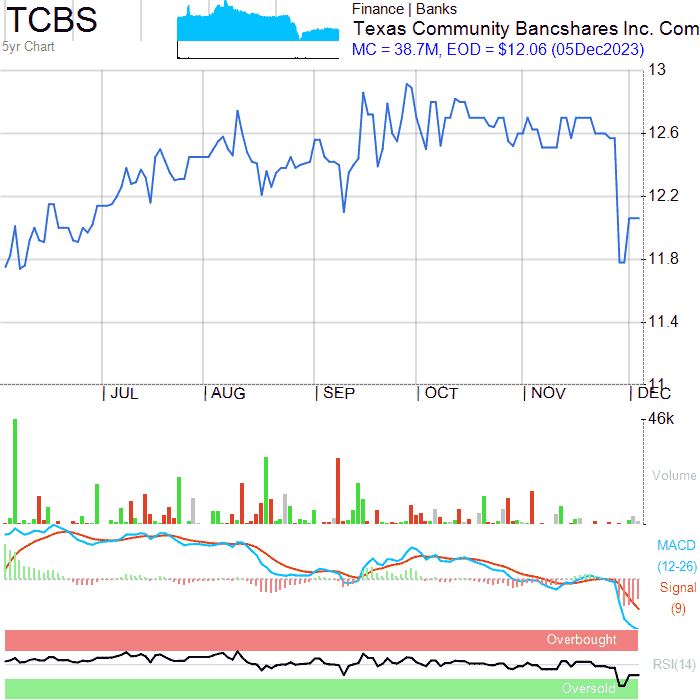 TCBS
5yr Chart
Finance | Banks
Texas Community Bancshares Inc. Com
MC = 38.7M, EOD = $12.06 (05Dec2023)
13
12.6
12.2
11.8
11.4
11
JUL AUG SEP OCT NOV DEC
46k
Volume
MACD
(12-26)
Signal
(9)
Overbought
RSI(14)
Oversold